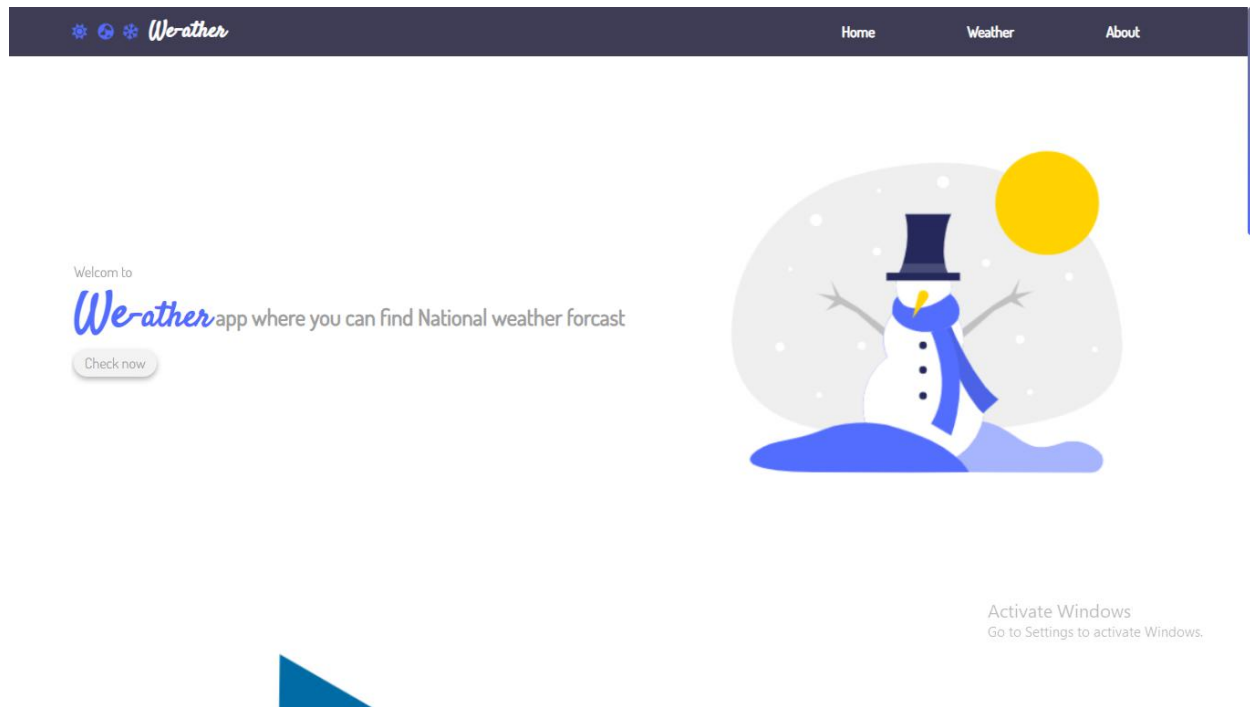 We-ather
Home Weather About
Welcom to
We-ather app where you can find National weather forcast
Check now
Activate Windows
Go to Settings to activate Windows.